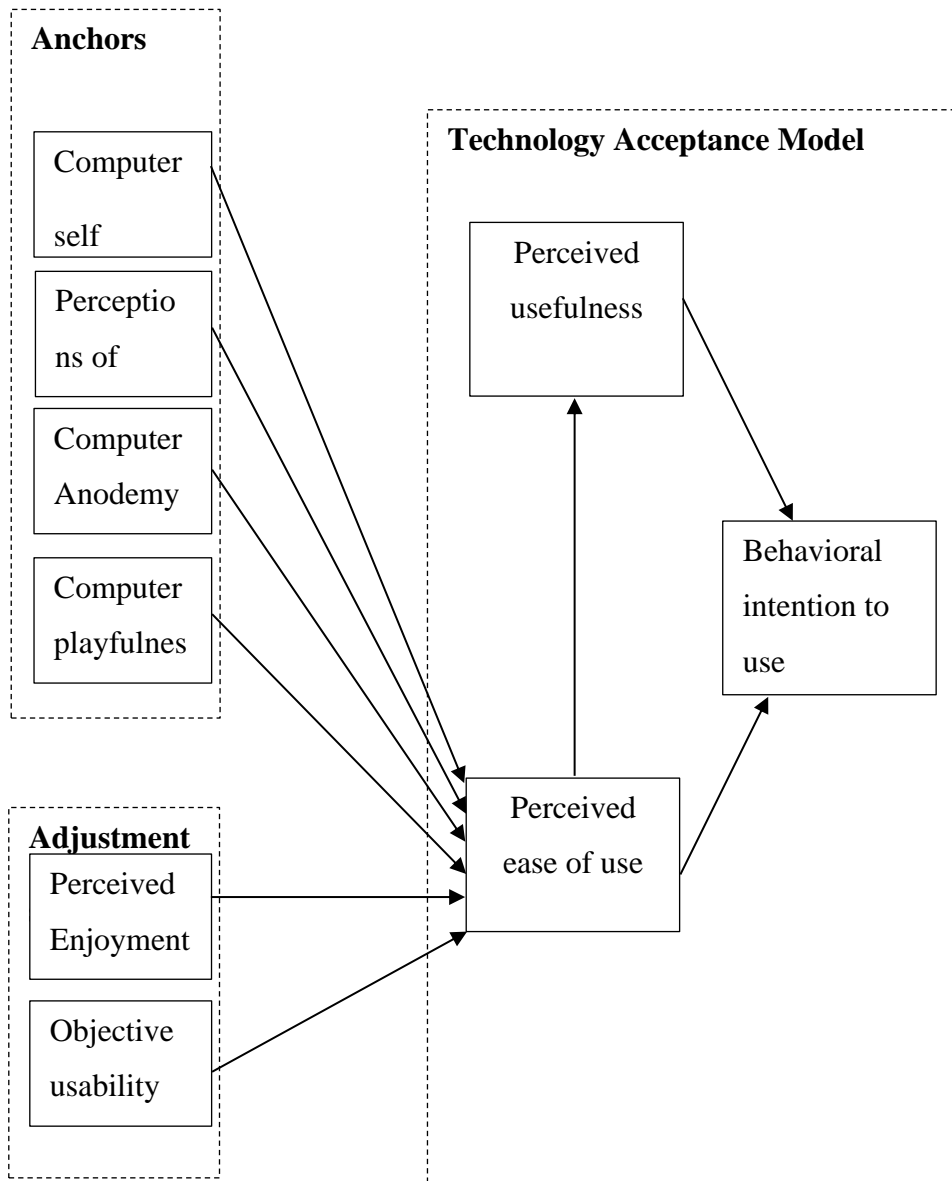 Anchors
Computer
self
Perceptio
ns of
Computer
Anodemy
Computer
playfulnes
Adjustment
Perceived
Enjoyment
Objective
usability
Technology Acceptance Model
Perceived
usefulness
Behavioral
intention to
use
Perceived
ease of use